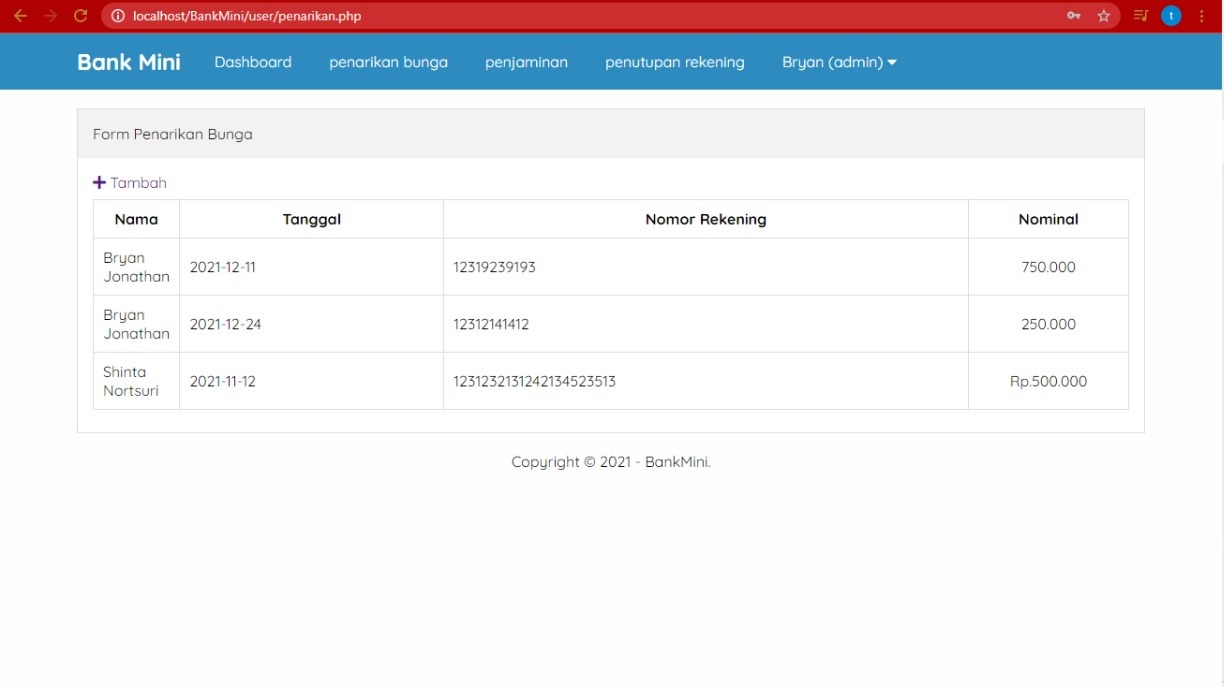 localhost/BankMini/user/penarikan.php
t
Bank Mini Dashboard penarikan bunga penjaminan penutupan rekening Bryan (admin)
Form Penarikan Bunga
Tambah
Nama Tanggal Nomor Rekening Nominal
Bryan Jonathan 2021-12-11 12319239193 750.000
Bryan Jonathan 2021-12-24 12312141412 250.000
Shinta Nortsuri 2021-11-12 1231232131242134523513 Rp.500.000
Copyright © 2021 - BankMini.